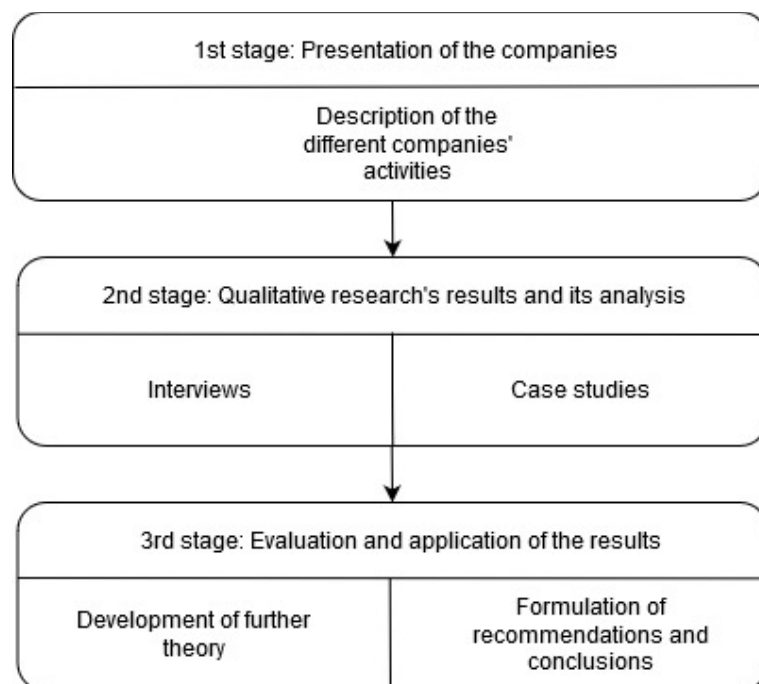 1st stage: Presentation of the companies
Description of the
different companies'
activities
2nd stage: Qualitative research's results and its analysis
Interviews
Case studies
3rd stage: Evaluation and application of the results
Development of further
theory
Formulation of
recommendations and
conclusions